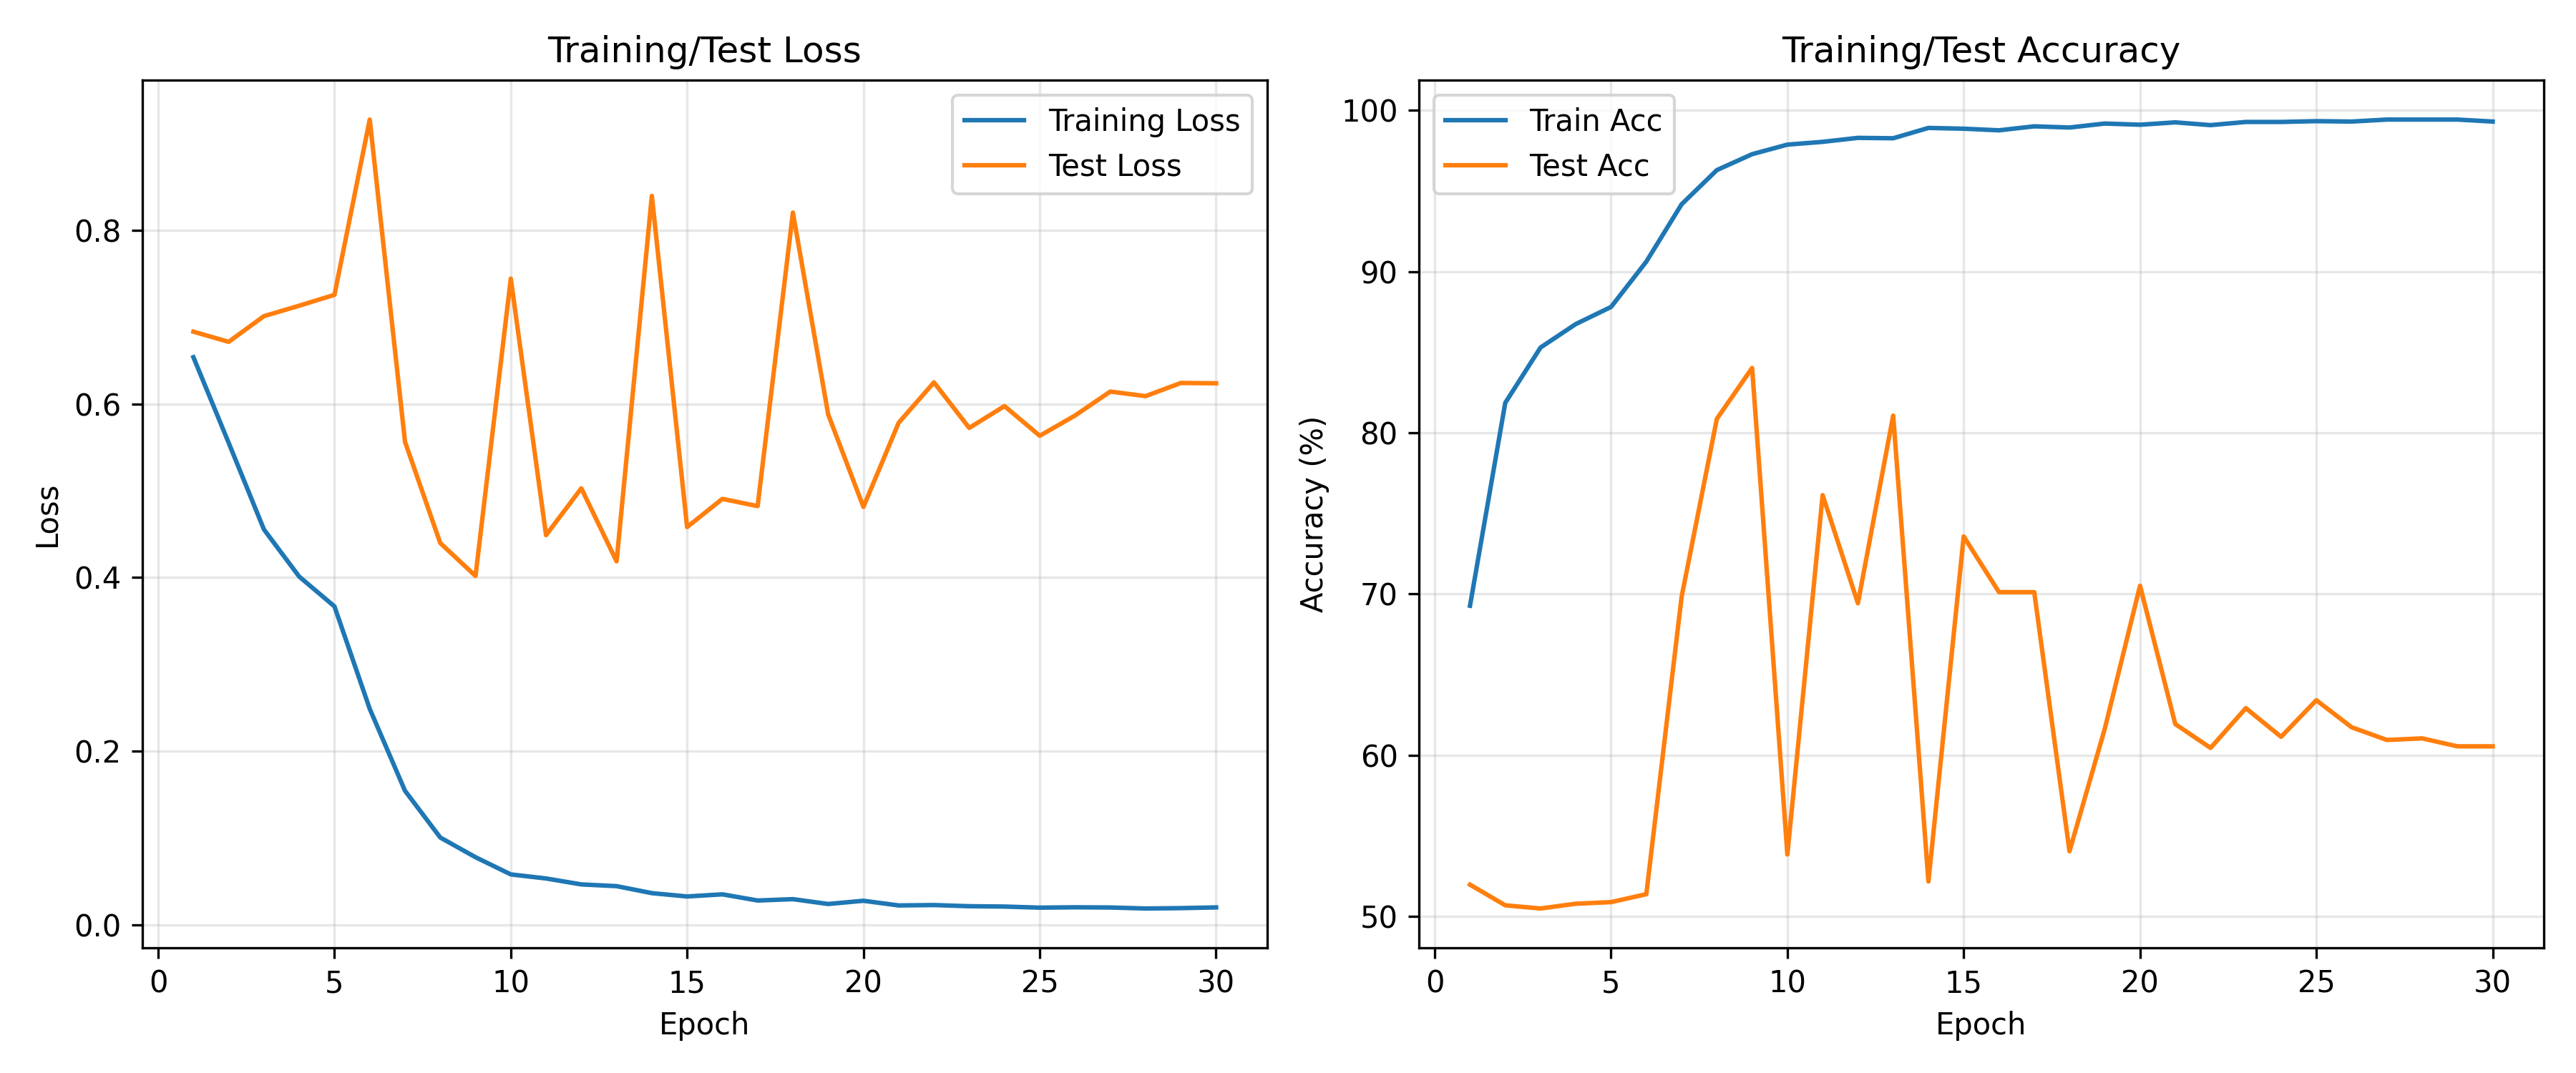 Training/Test Loss
Training Loss
Test Loss
Loss
0.8
0.6
0.4
0.2
0.0
0 5 10 15 20 25 30
Epoch
Training/Test Accuracy
Train Acc
Test Acc
Accuracy (%)
100
90
80
70
60
50
0 5 10 15 20 25 30
Epoch